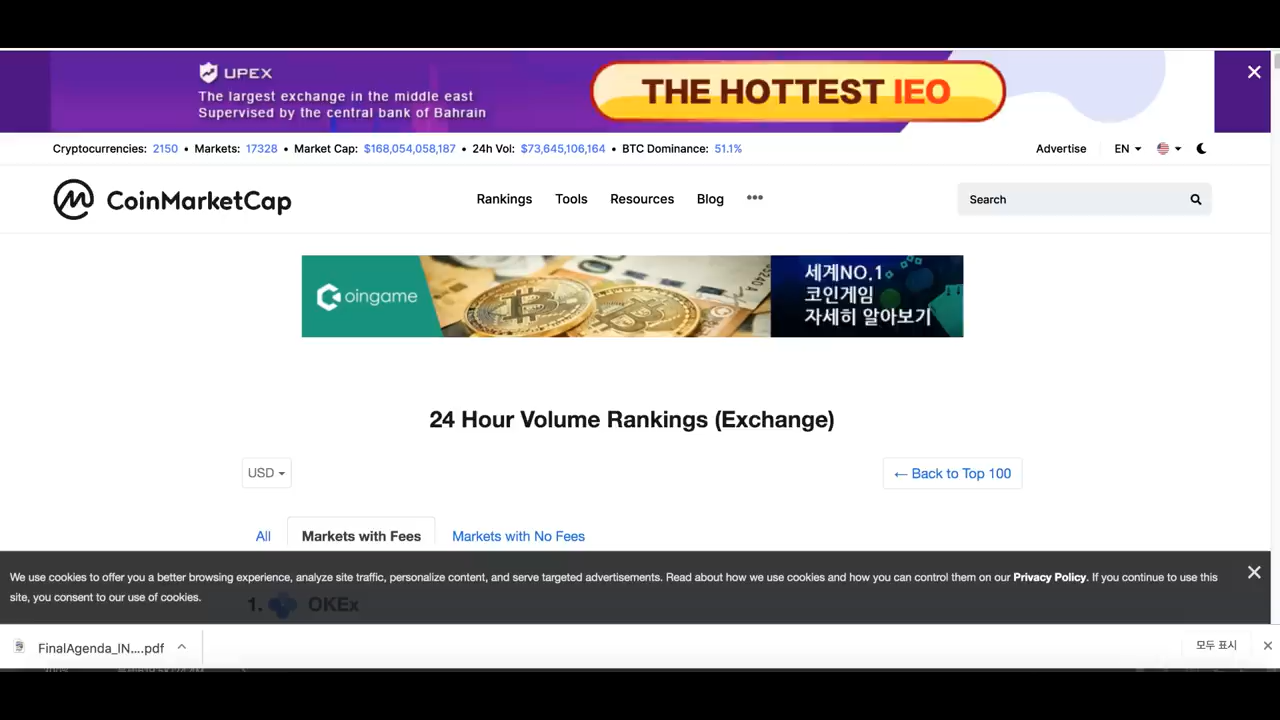 UPEX
The largest exchange in the middle east
Supervised by the central bank of Bahrain
THE HOTTEST IEO
Cryptocurrencies: 2150 • Markets: 17328 • Market Cap: $168,054,058,187 • 24h Vol: $73,645,106,164 • BTC Dominance: 51.1%
Advertise EN
CoinMarketCap
Rankings Tools Resources Blog •••
Search
Coingame
세계NO.1
코인게임
자세히 알아보기
24 Hour Volume Rankings (Exchange)
USD
← Back to Top 100
All Markets with Fees Markets with No Fees
We use cookies to offer you a better browsing experience, analyze site traffic, personalize content, and serve targeted advertisements. Read about how we use cookies and how you can control them on our Privacy Policy. If you continue to use this
site, you consent to our use of cookies.
1. OKEx
FinalAgenda_IN....pdf
모두 표시